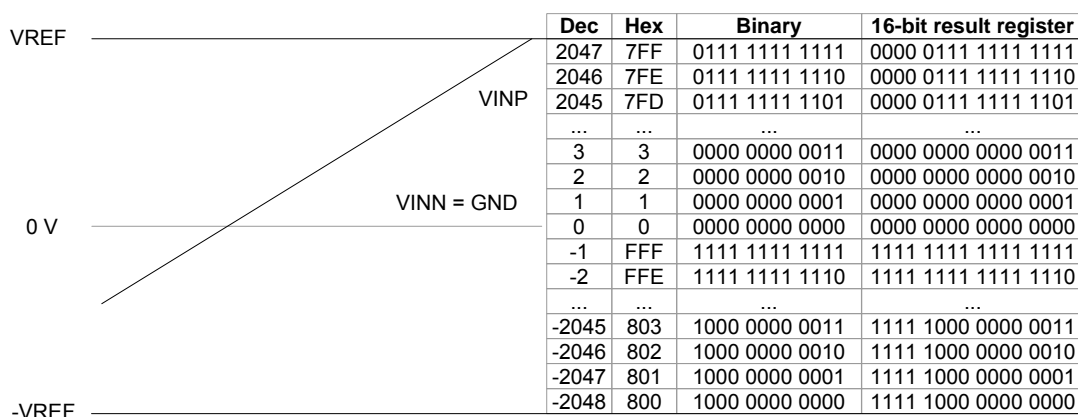 VREF
VINP
VINN = GND
0 V
-VREF
Dec Hex Binary 16-bit result register
2047 7FF 0111 1111 1111 0000 0111 1111 1111
2046 7FE 0111 1111 1110 0000 0111 1111 1110
2045 7FD 0111 1111 1101 0000 0111 1111 1101
... ... ... ...
3 3 0000 0000 0011 0000 0000 0000 0011
2 2 0000 0000 0010 0000 0000 0000 0010
1 1 0000 0000 0001 0000 0000 0000 0001
0 0 0000 0000 0000 0000 0000 0000 0000
-1 FFF 1111 1111 1111 1111 1111 1111 1111
-2 FFE 1111 1111 1110 1111 1111 1111 1110
... ... ... ...
-2045 803 1000 0000 0011 1111 1000 0000 0011
-2046 802 1000 0000 0010 1111 1000 0000 0010
-2047 801 1000 0000 0001 1111 1000 0000 0001
-2048 800 1000 0000 0000 1111 1000 0000 0000